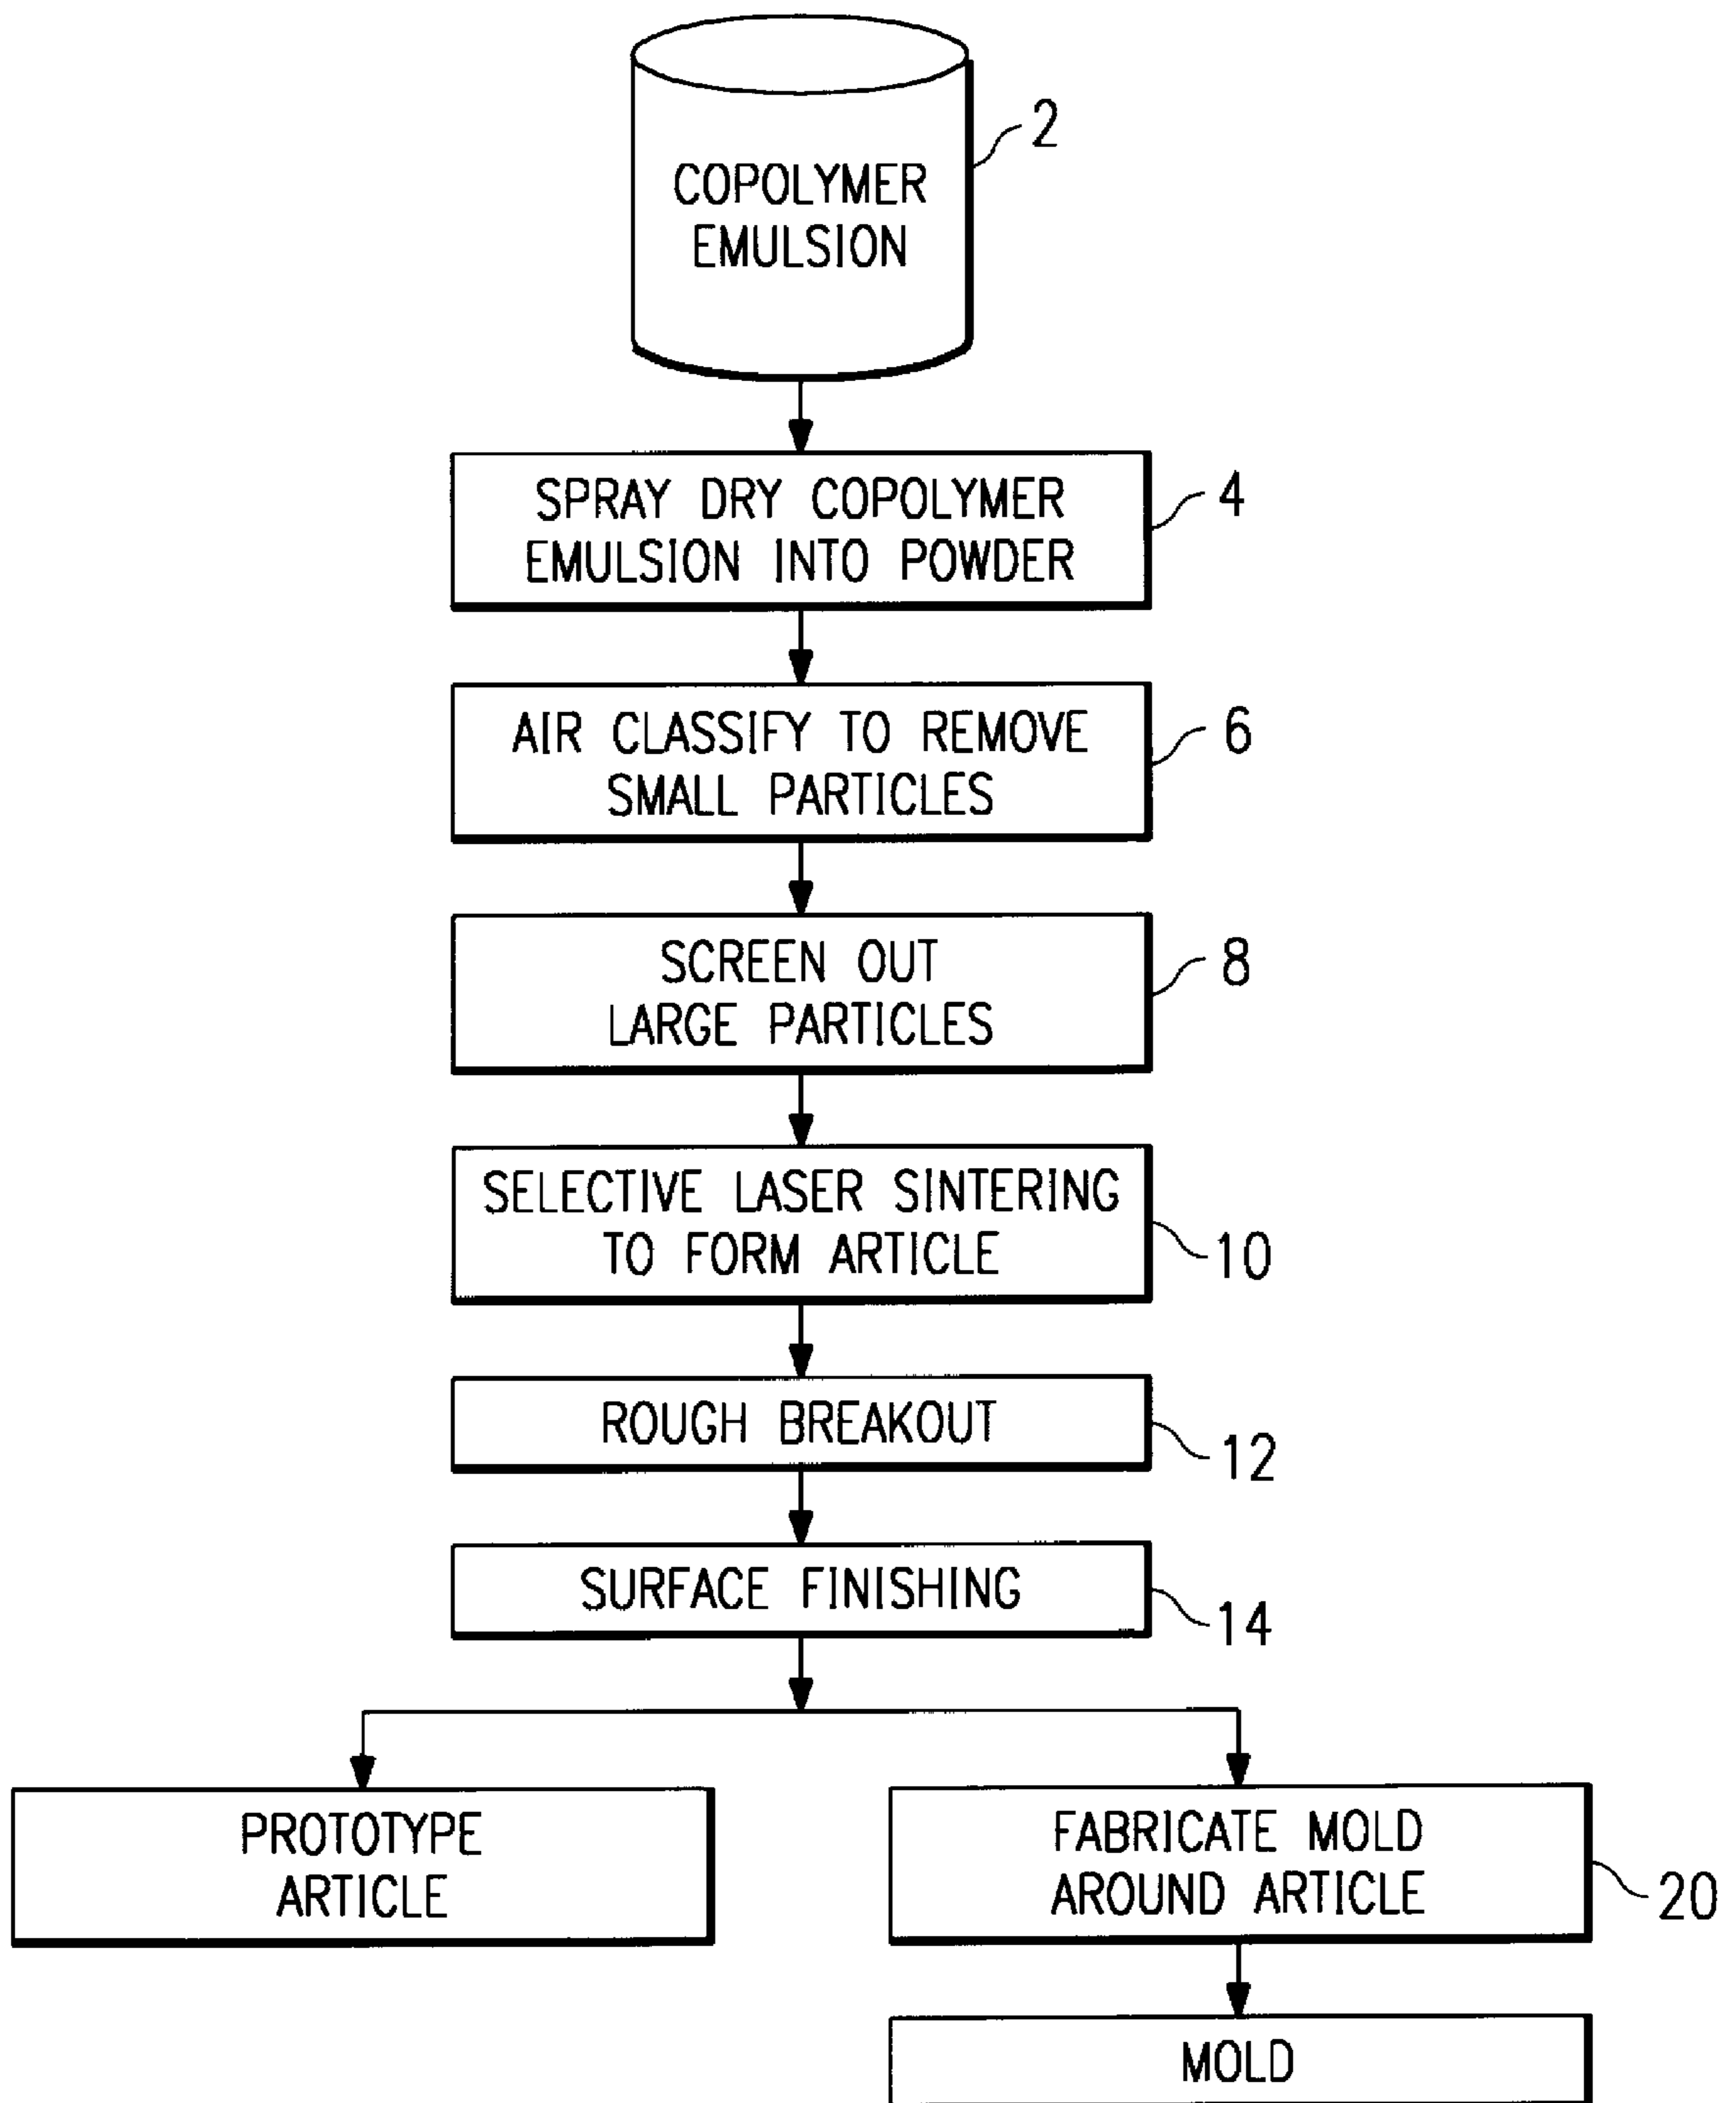 COPOLYMER
EMULSION
2
SPRAY DRY COPOLYMER
EMULSION INTO POWDER
4
AIR CLASSIFY TO REMOVE
SMALL PARTICLES
6
SCREEN OUT
LARGE PARTICLES
8
SELECTIVE LASER SINTERING
TO FORM ARTICLE
10
ROUGH BREAKOUT
12
SURFACE FINISHING
14
PROTOTYPE
ARTICLE
FABRICATE MOLD
AROUND ARTICLE
20
MOLD